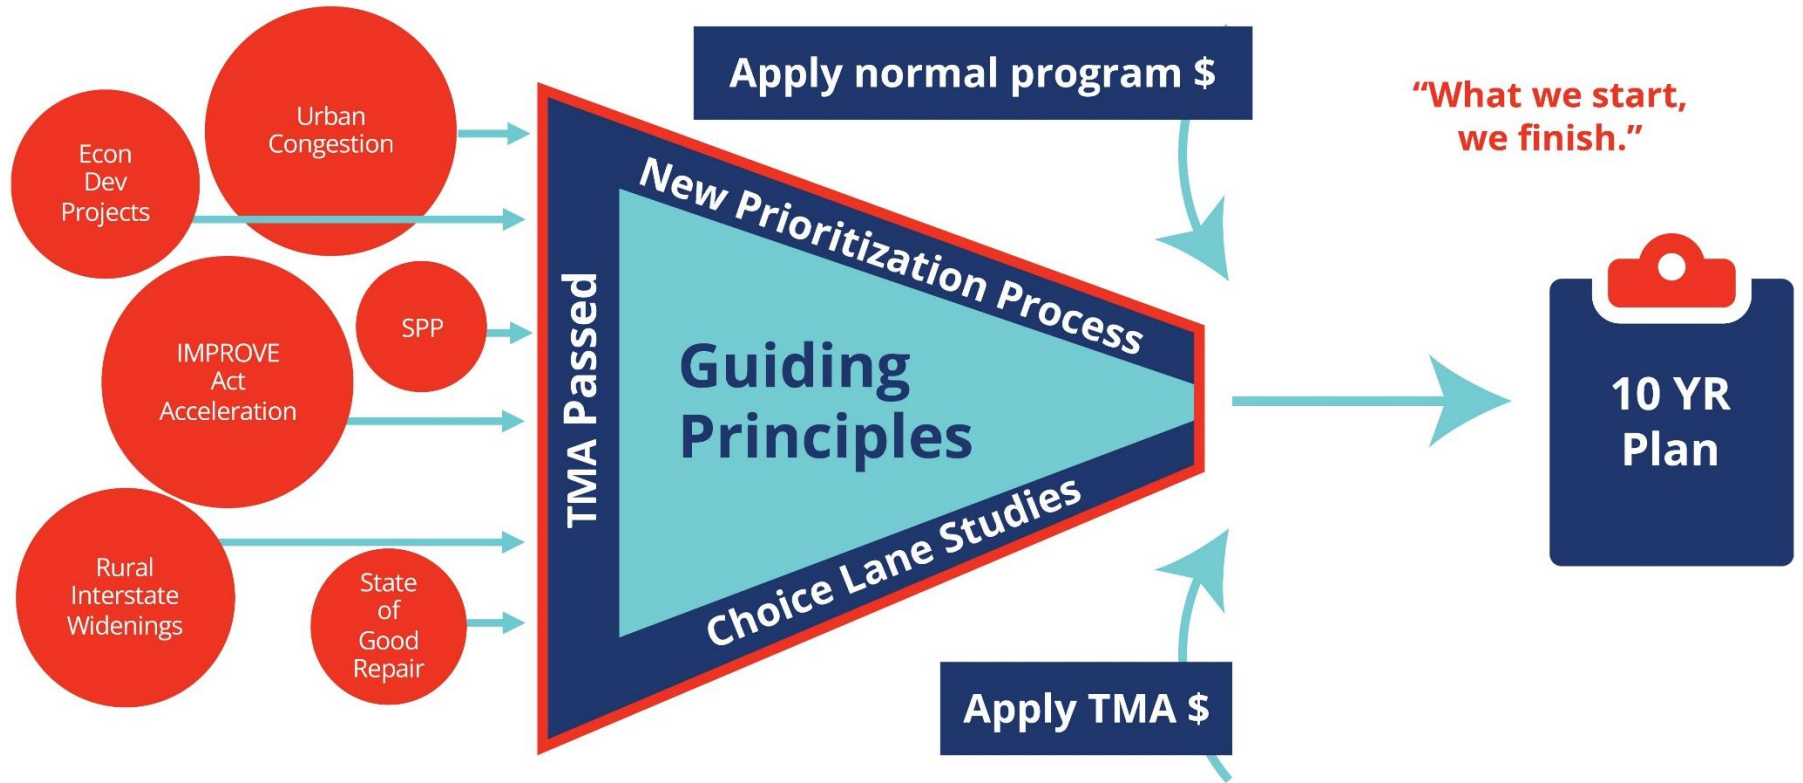 Urban
Congestion
Econ
Dev
Projects
SPP
IMPROVE
Act
Acceleration
Rural
Interstate
Widenings
State
of
Good
Repair
TMA Passed
New Prioritization Process
Guiding
Principles
Choice Lane Studies
Apply normal program $
Apply TMA $
“What we start,
we finish.”
10 YR
Plan